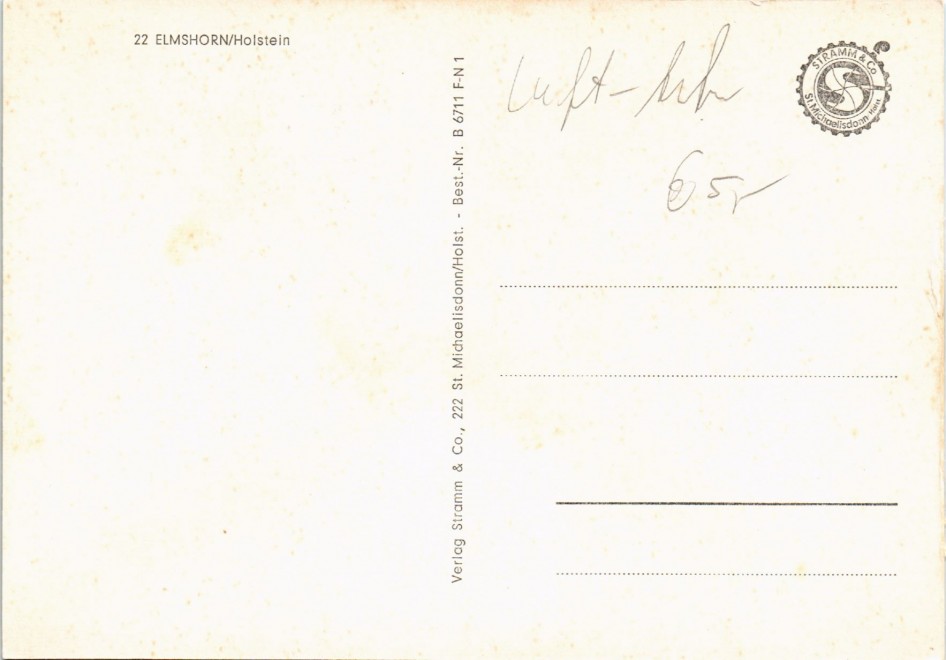 22 ELMSHORN/Holstein
Verlag Stramm & Co., 222 St. Michaelisdonn/Holst. - Best.-Nr. B 6711 F-N 1
Luft-
STRAMM & Co.
St. Michaelisdonn Holst.